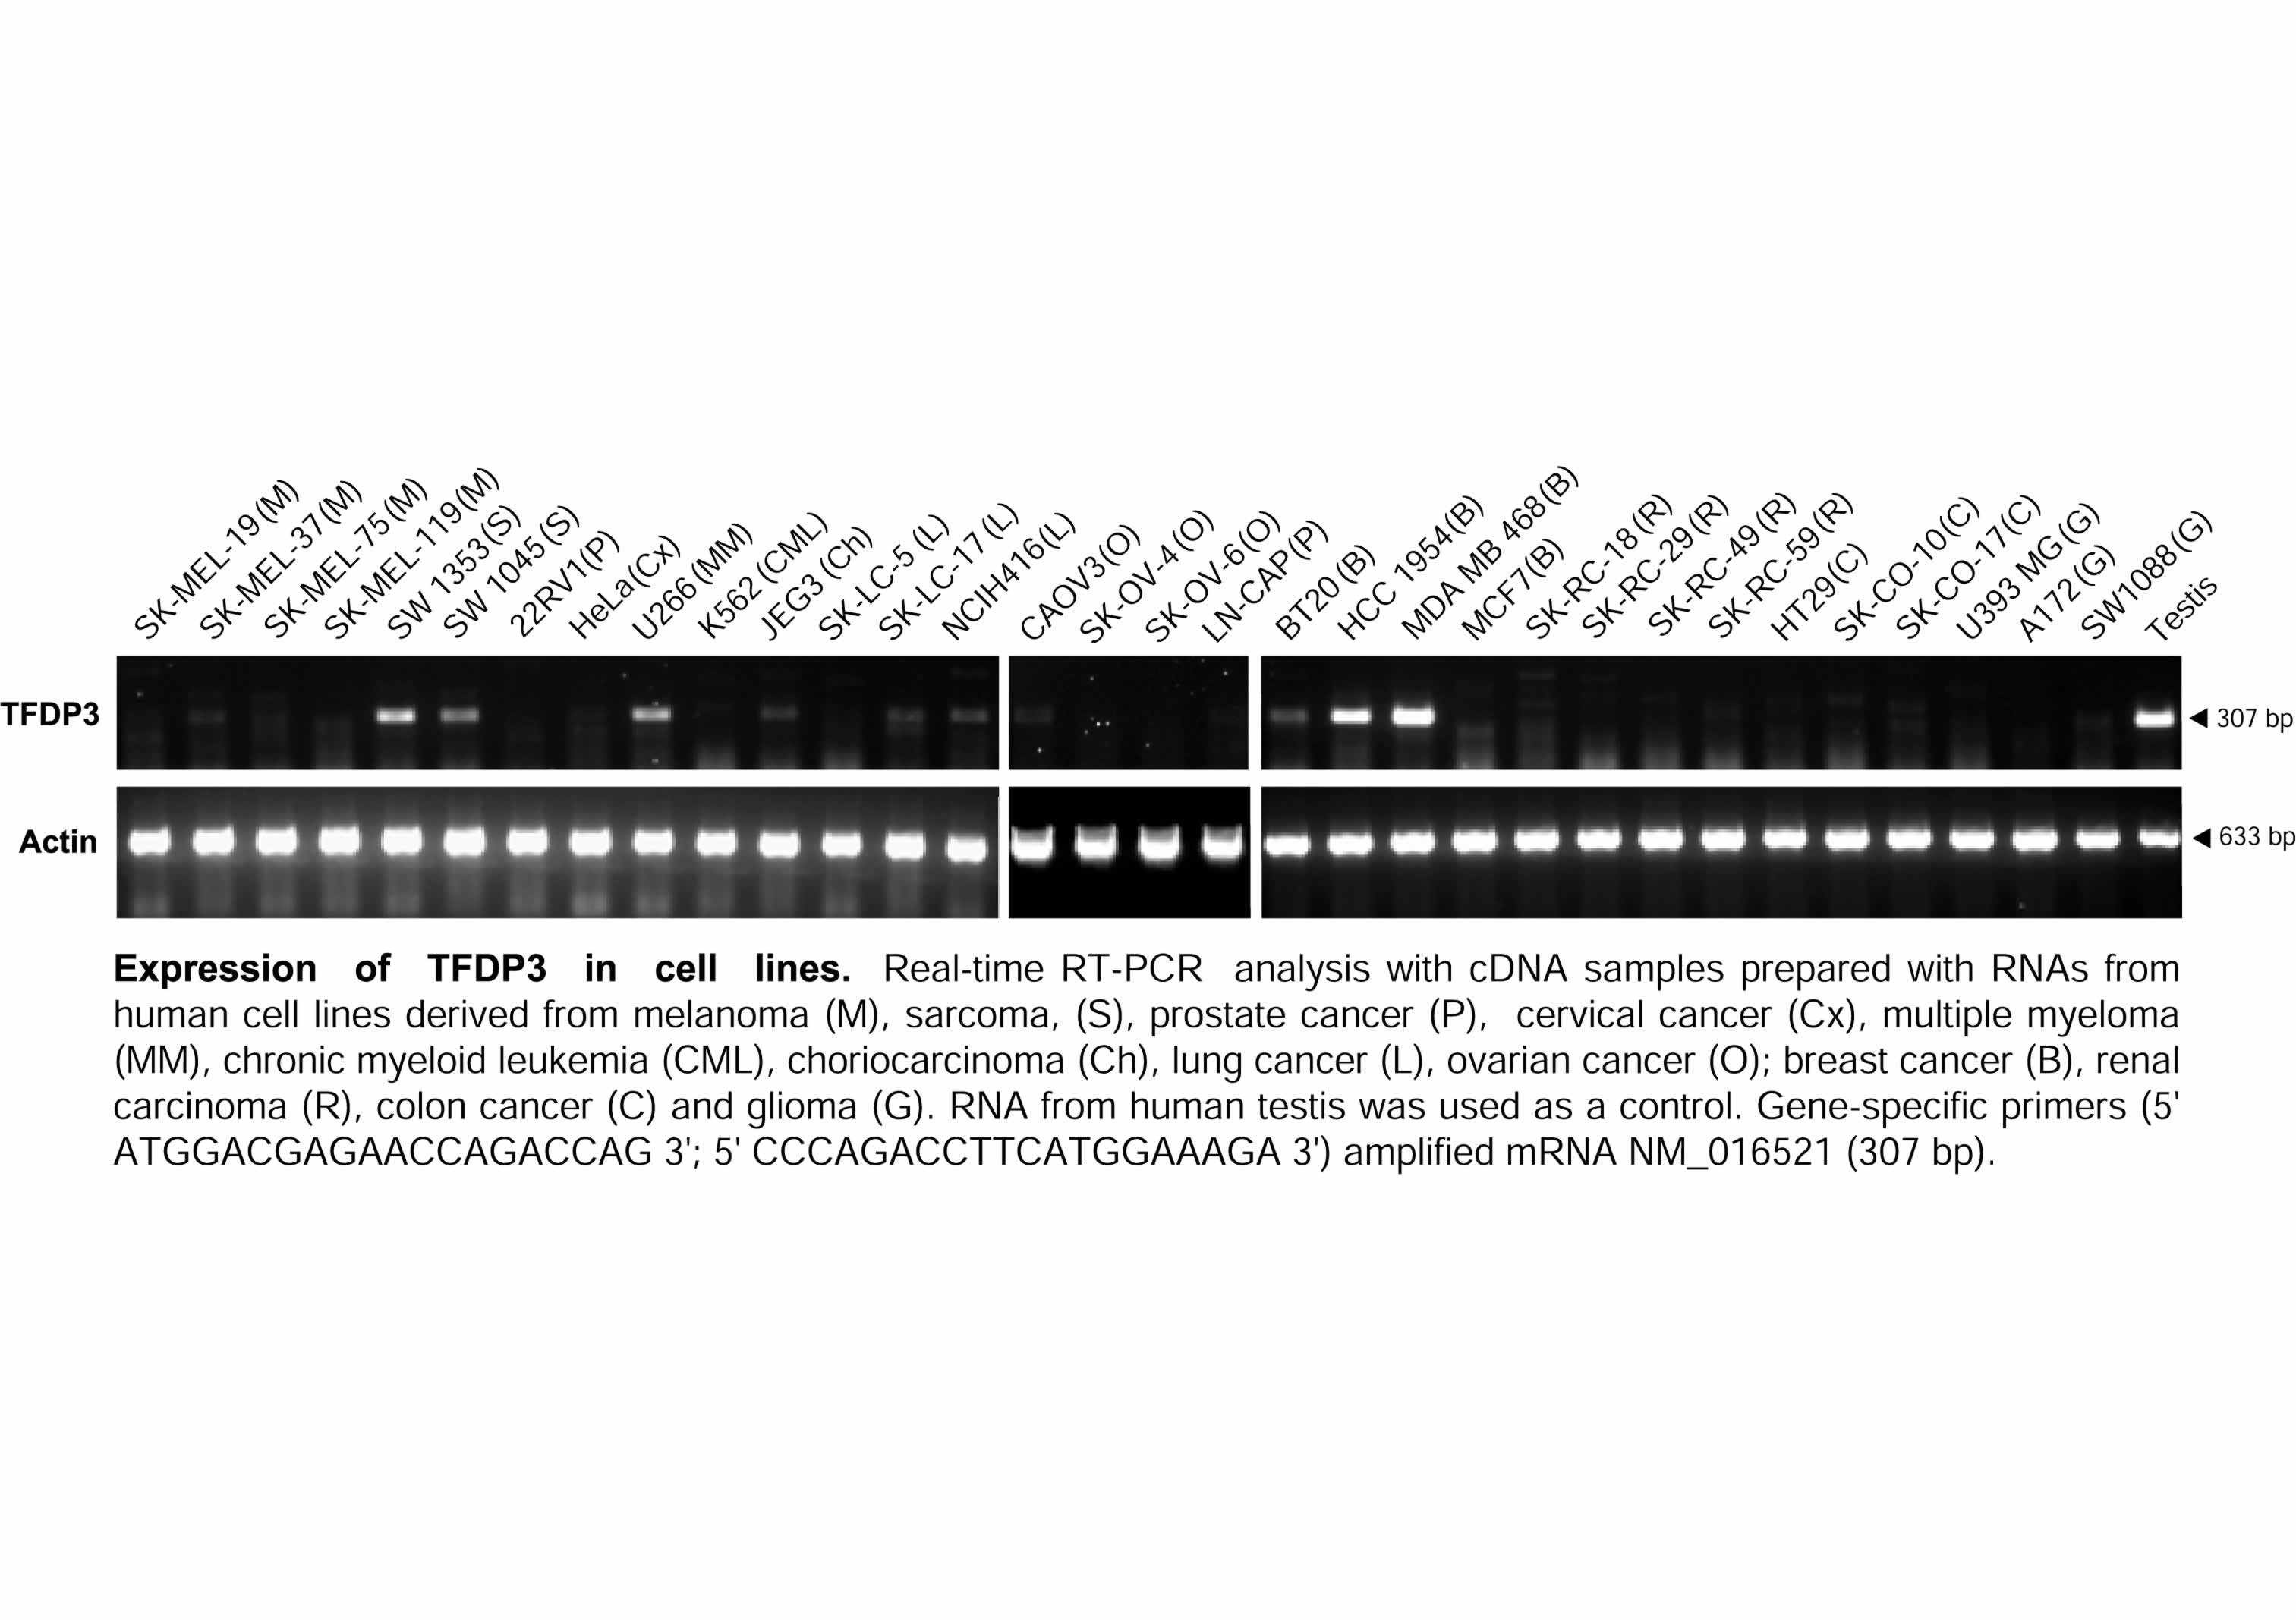 SK-MEL-19 (M)
SK-MEL-37 (M)
SK-MEL-75 (M)
SK-MEL-119 (M)
SW 1353 (S)
SW 1045 (S)
22RV1(P)
HeLa(Cx)
U266 (MM)
K562 (CML)
JEG3 (Ch)
SK-LC-5 (L)
SK-LC-17 (L)
NCIH416(L)
CAOV3(O)
SK-OV-4 (O)
SK-OV-6(O)
LN-CAP(P)
BT20 (B)
HCC 1954(B)
MDA MB 468(B)
MCF7(B)
SK-RC-18 (R)
SK-RC-29 (R)
SK-RC-49 (R)
SK-RC-59 (R)
HT29(C)
SK-CO-10(C)
SK-CO-17(C)
U393 MG (G)
A172 (G)
SW1088 (G)
Testis
TFDP3
307 bp
Actin
633 bp
Expression of TFDP3 in cell lines. Real-time RT-PCR analysis with cDNA samples prepared with RNAs from
human cell lines derived from melanoma (M), sarcoma, (S), prostate cancer (P), cervical cancer (Cx), multiple myeloma
(MM), chronic myeloid leukemia (CML), choriocarcinoma (Ch), lung cancer (L), ovarian cancer (O); breast cancer (B), renal
carcinoma (R), colon cancer (C) and glioma (G). RNA from human testis was used as a control. Gene-specific primers (5'
ATGGACGAGAACCAGACCAG 3'; 5' CCCAGACCTTCATGGAAAGA 3') amplified mRNA NM_016521 (307 bp).